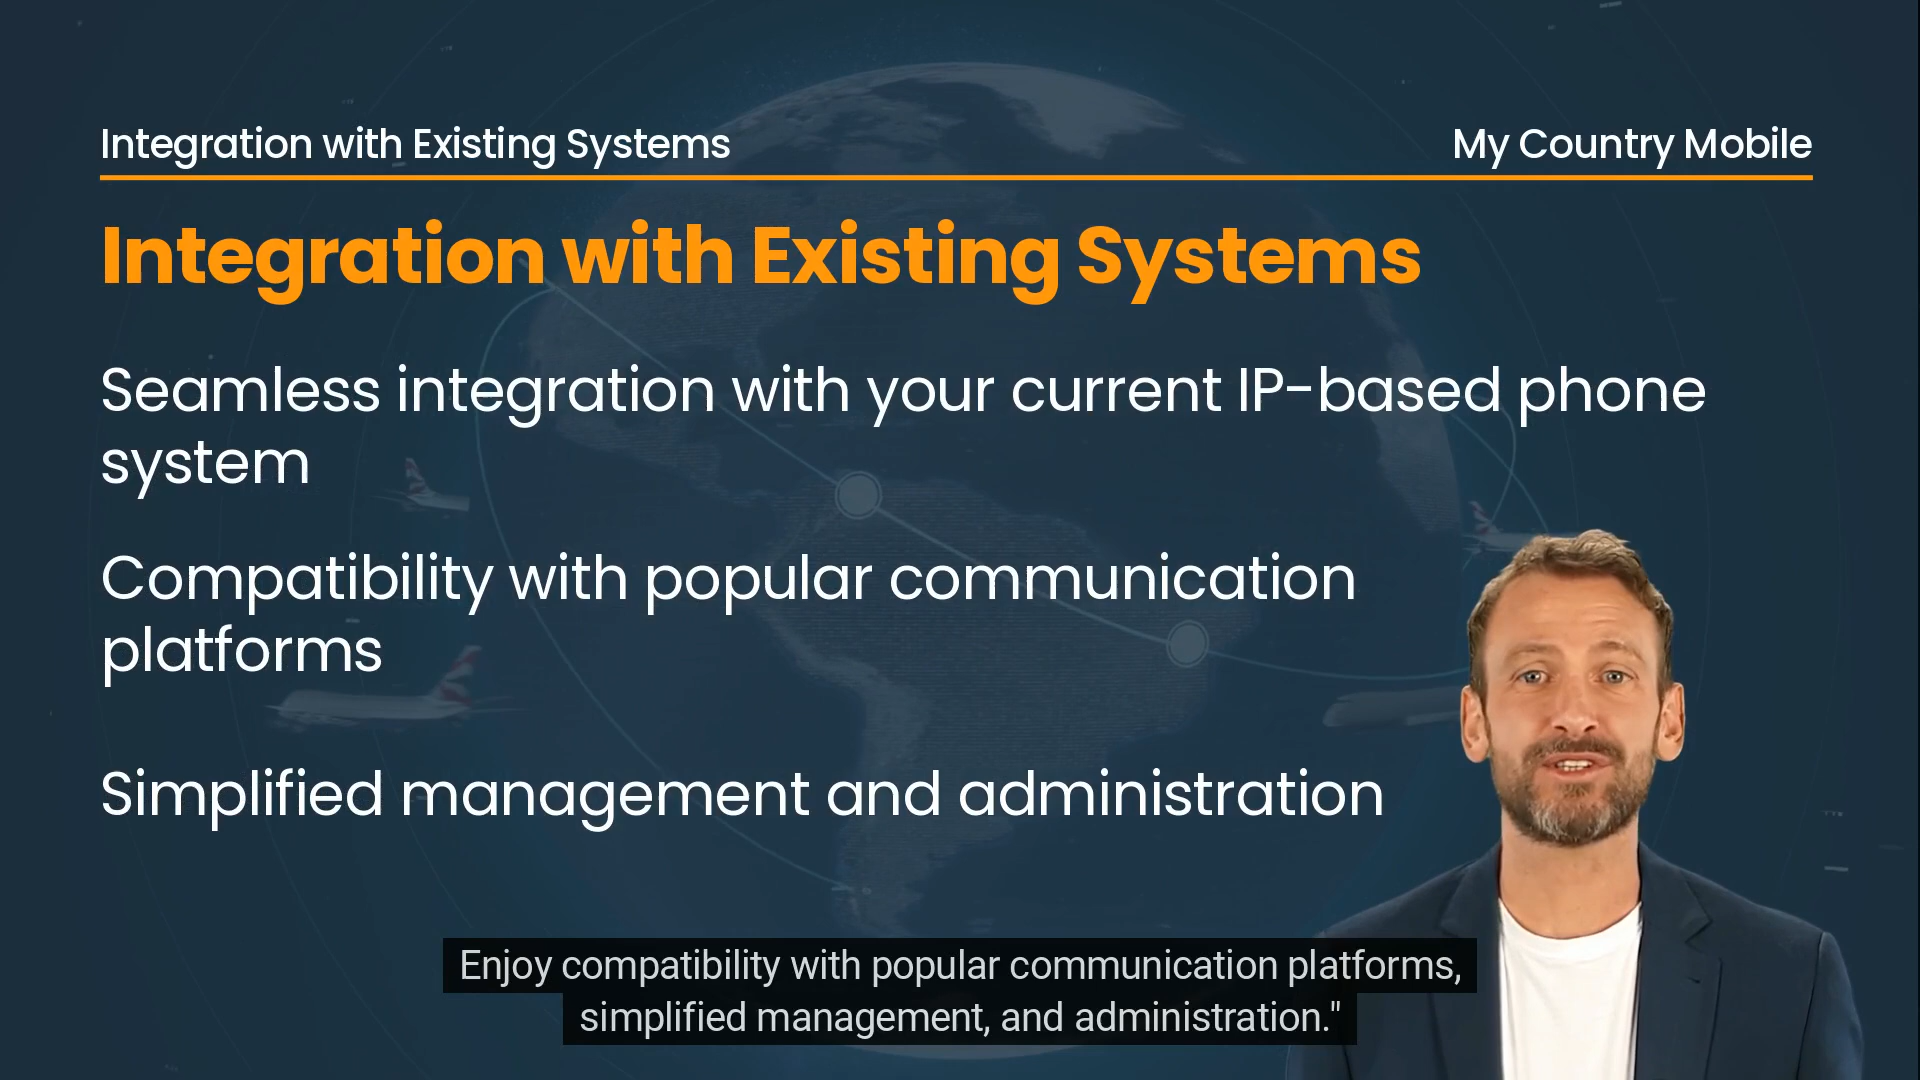 Integration with Existing Systems
My Country Mobile
Integration with Existing Systems
Seamless integration with your current IP-based phone
system
Compatibility with popular communication
platforms
Simplified management and administration
Enjoy compatibility with popular communication platforms,
simplified management, and administration."